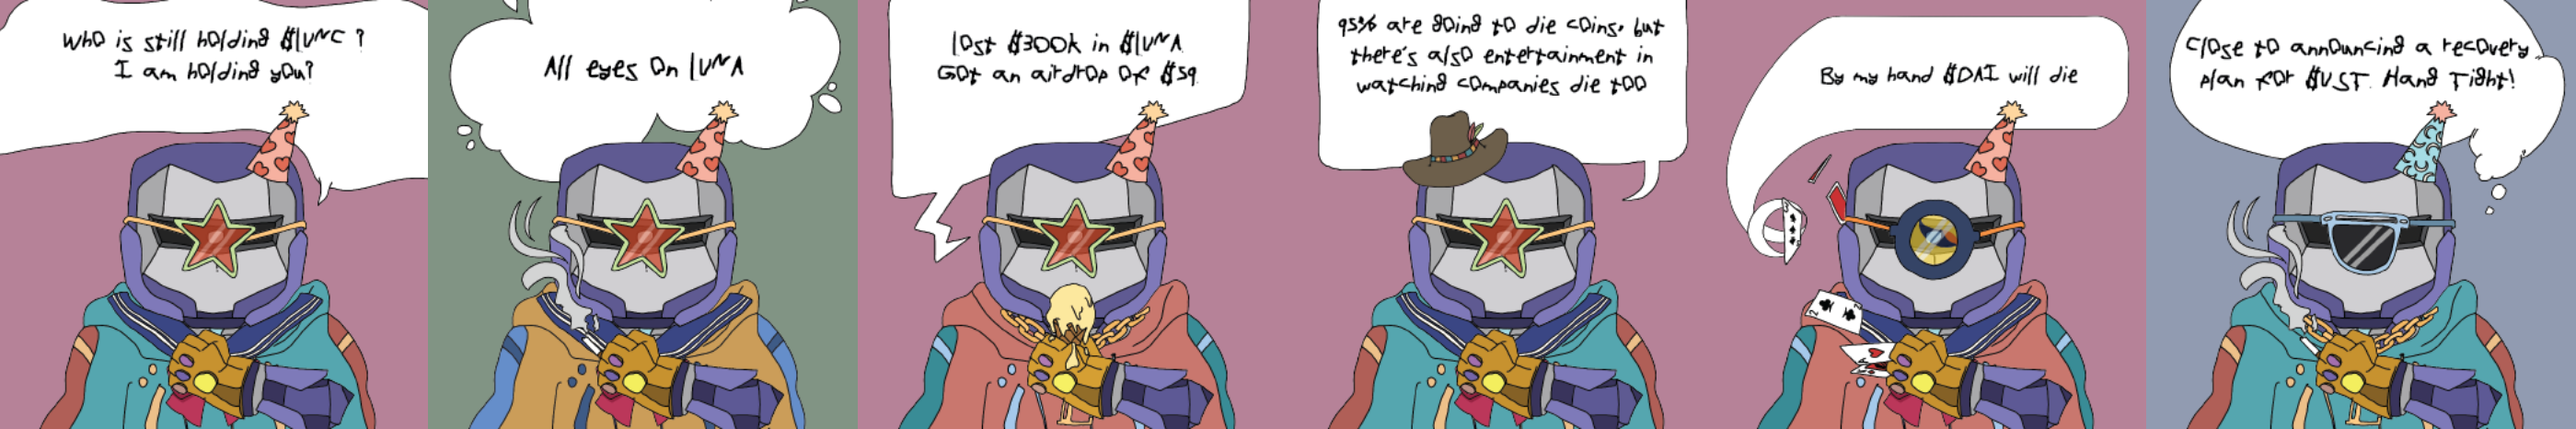 Who is still holding $LUNC ?
I am holding you?
All eyes on LUNA
lost $300k in $LUNA
Got an airdrop of $59
95% are going to die coins, but
there's also entertainment in
watching companies die too
By my hand $DAI will die
Close to announcing a recovery
plan for $UST. Hang Tight!